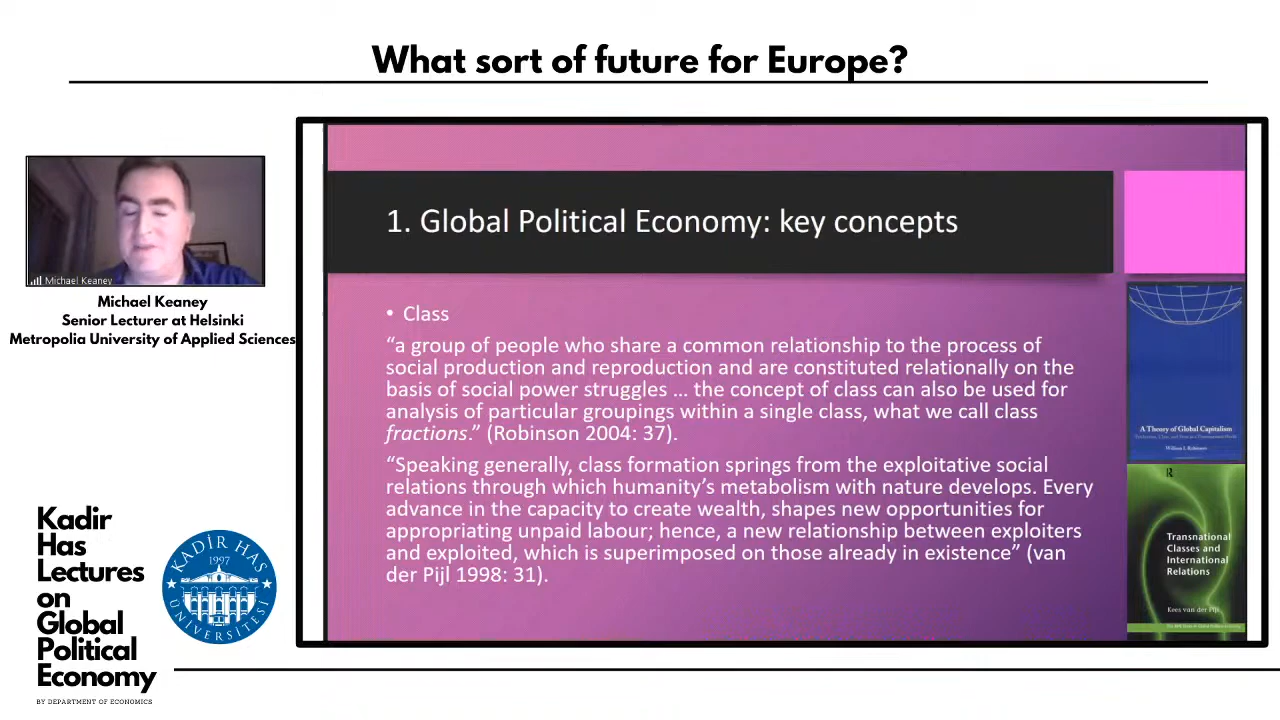 What sort of future for Europe?
Michael Keaney
Michael Keaney
Senior Lecturer at Helsinki
Metropolia University of Applied Sciences
1. Global Political Economy: key concepts
• Class
“a group of people who share a common relationship to the process of
social production and reproduction and are constituted relationally on the
basis of social power struggles … the concept of class can also be used for
analysis of particular groupings within a single class, what we call class
fractions.” (Robinson 2004: 37).
“Speaking generally, class formation springs from the exploitative social
relations through which humanity’s metabolism with nature develops. Every
advance in the capacity to create wealth, shapes new opportunities for
appropriating unpaid labour; hence, a new relationship between exploiters
and exploited, which is superimposed on those already in existence” (van
der Pijl 1998: 31).
A Theory of Global Capitalism
William I. Robinson
R
Transnational
Classes and
International
Relations
Kees van der Pijl
Kadir
Has
Lectures
on
Global
Political
Economy
BY DEPARTMENT OF ECONOMICS
KADİR HAS
1997
ÜNİVERSİTESİ